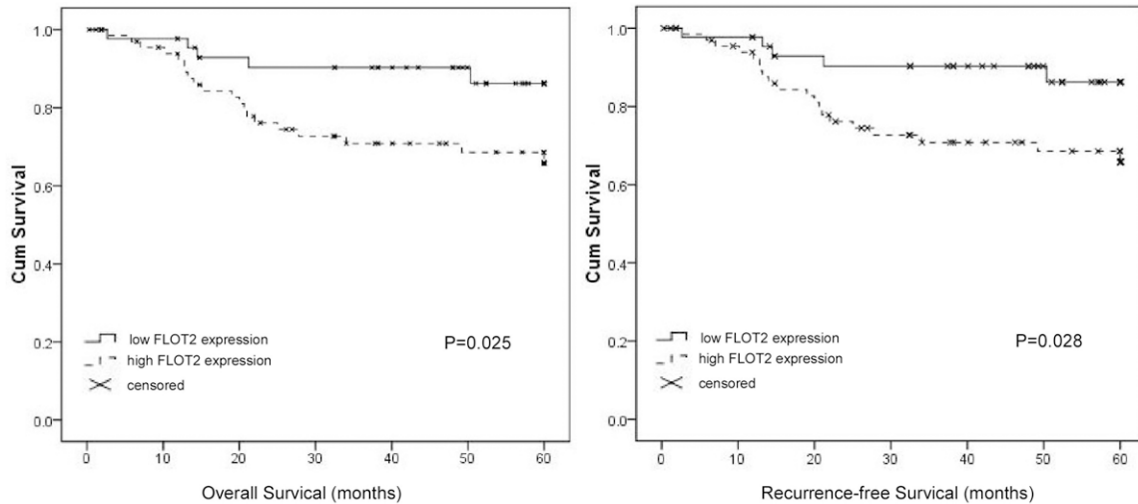 1.0
0.8
0.6
0.4
0.2
0.0
Cum Survival
low FLOT2 expression
high FLOT2 expression
censored
P=0.025
0 10 20 30 40 50 60
Overall Survical (months)
1.0
0.8
0.6
0.4
0.2
0.0
Cum Survival
low FLOT2 expression
high FLOT2 expression
censored
P=0.028
0 10 20 30 40 50 60
Recurrence-free Survical (months)